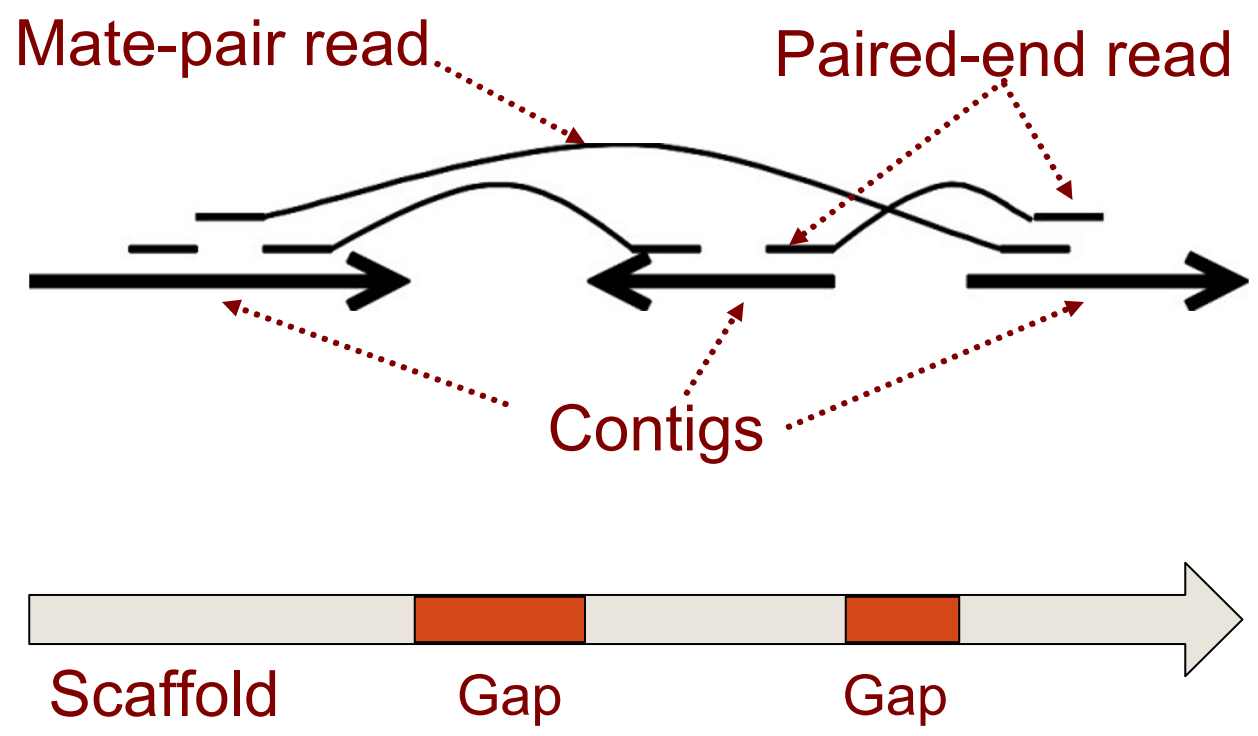 Mate-pair read
Paired-end read
Contigs
Scaffold
Gap
Gap